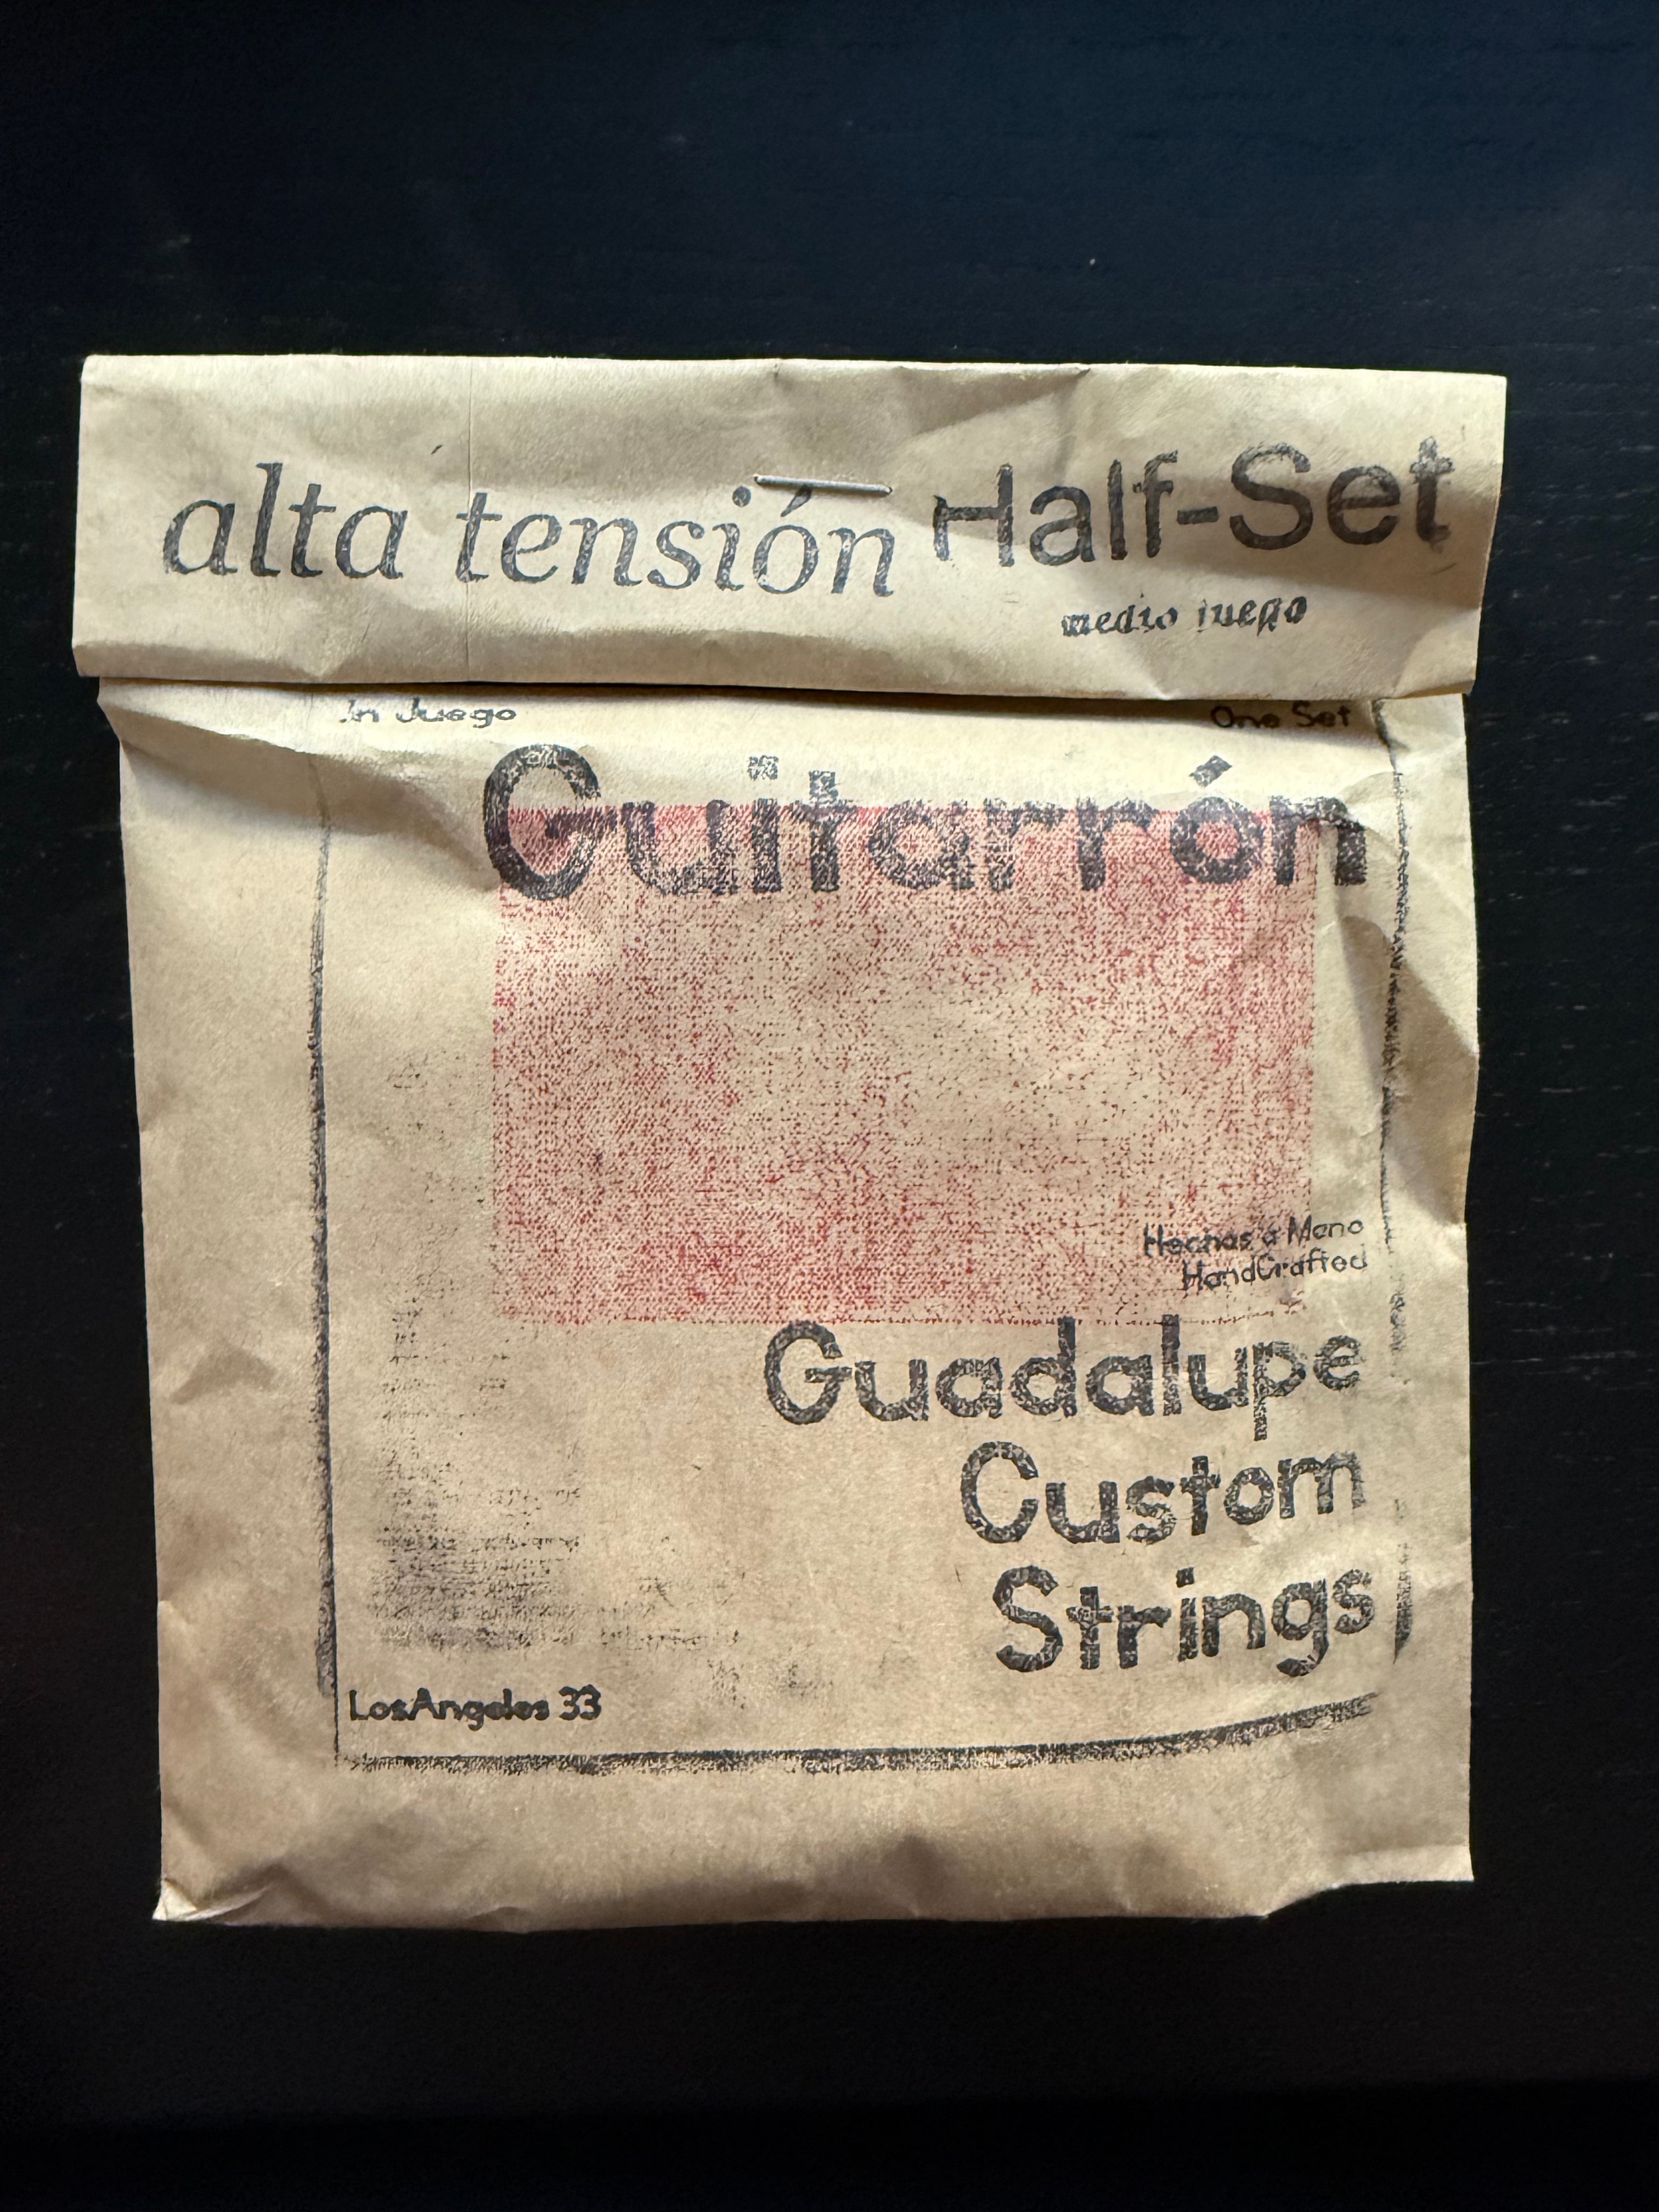 alta tensión Half-Set
medio juego
Un Juego One Set
Guitarrón
Hechas a Mano
HandCrafted
Guadalupe
Custom
Strings
LosAngeles 33